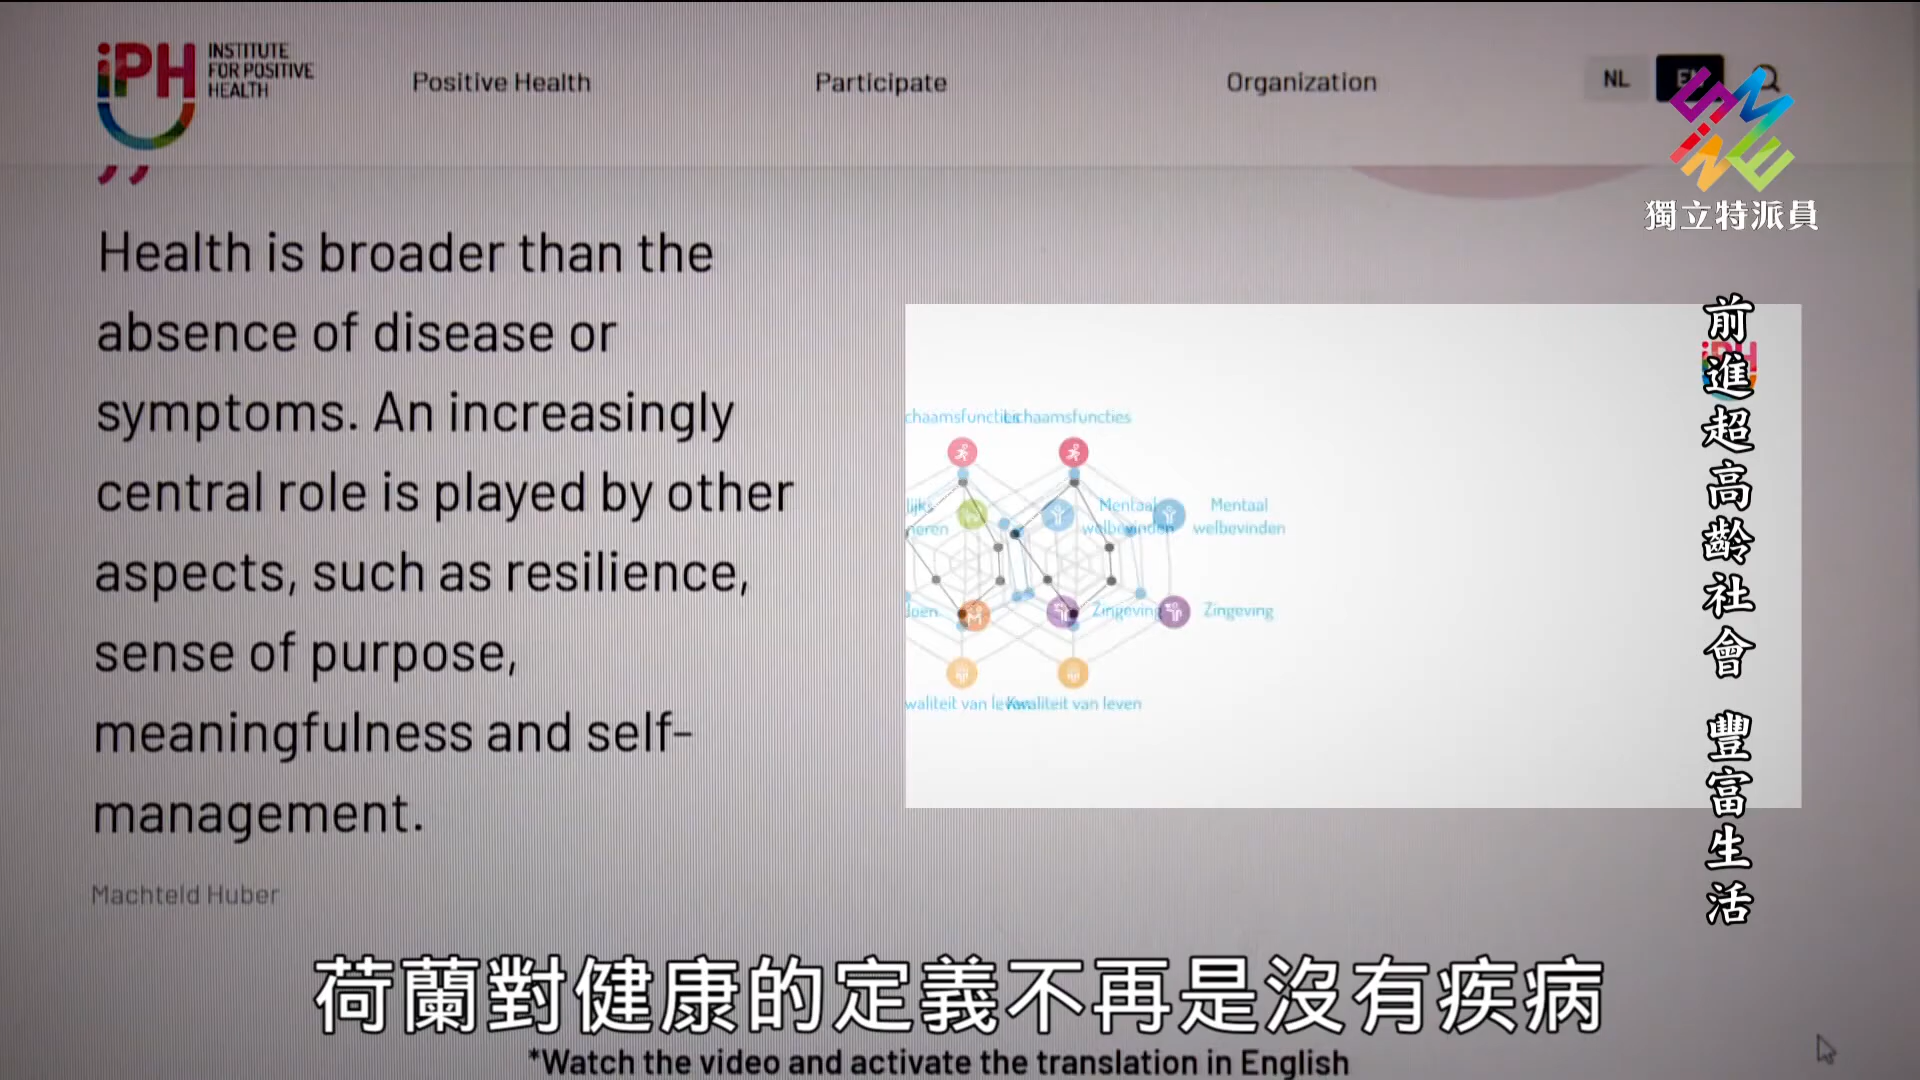 iPH
INSTITUTE
FOR POSITIVE
HEALTH
Positive Health
Participate
Organization
NL
獨立特派員
Health is broader than the
absence of disease or
symptoms. An increasingly
central role is played by other
aspects, such as resilience,
sense of purpose,
meaningfulness and self-
management.
Machteld Huber
chaamsfuncties
Mentaal
welbevinden
Mentaal
welbevinden
Zingeving
Zingeving
Kwaliteit van leven
前進超高齡社會 豐富生活
荷蘭對健康的定義不再是沒有疾病
*Watch the video and activate the translation in English